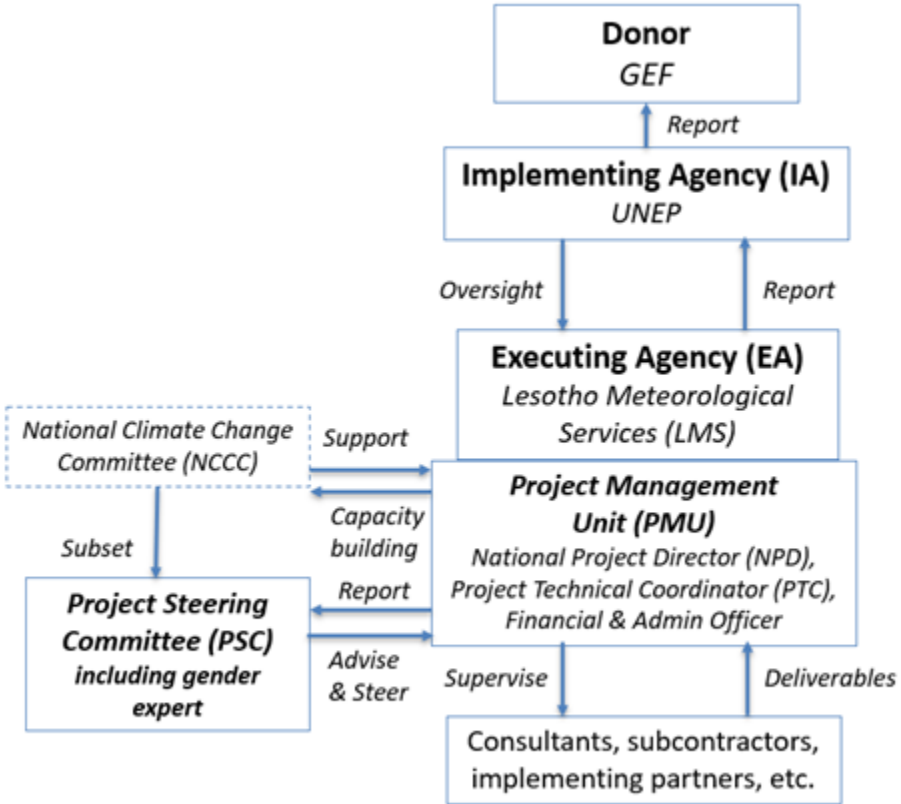 Donor
GEF
Report
Implementing Agency (IA)
UNEP
Oversight
Report
Executing Agency (EA)
Lesotho Meteorological
Services (LMS)
National Climate Change
Committee (NCCC)
Support
Capacity
building
Project Management
Unit (PMU)
National Project Director (NPD),
Project Technical Coordinator (PTC),
Financial & Admin Officer
Subset
Report
Project Steering
Committee (PSC)
including gender
expert
Advise
& Steer
Supervise
Deliverables
Consultants, subcontractors,
implementing partners, etc.